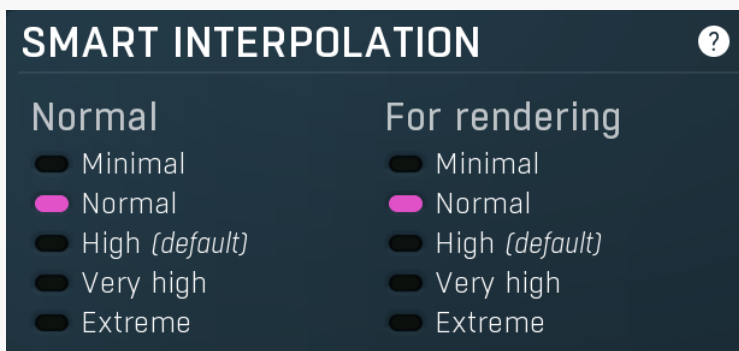 SMART INTERPOLATION ?
Normal
Minimal
Normal
High (default)
Very high
Extreme
For rendering
Minimal
Normal
High (default)
Very high
Extreme